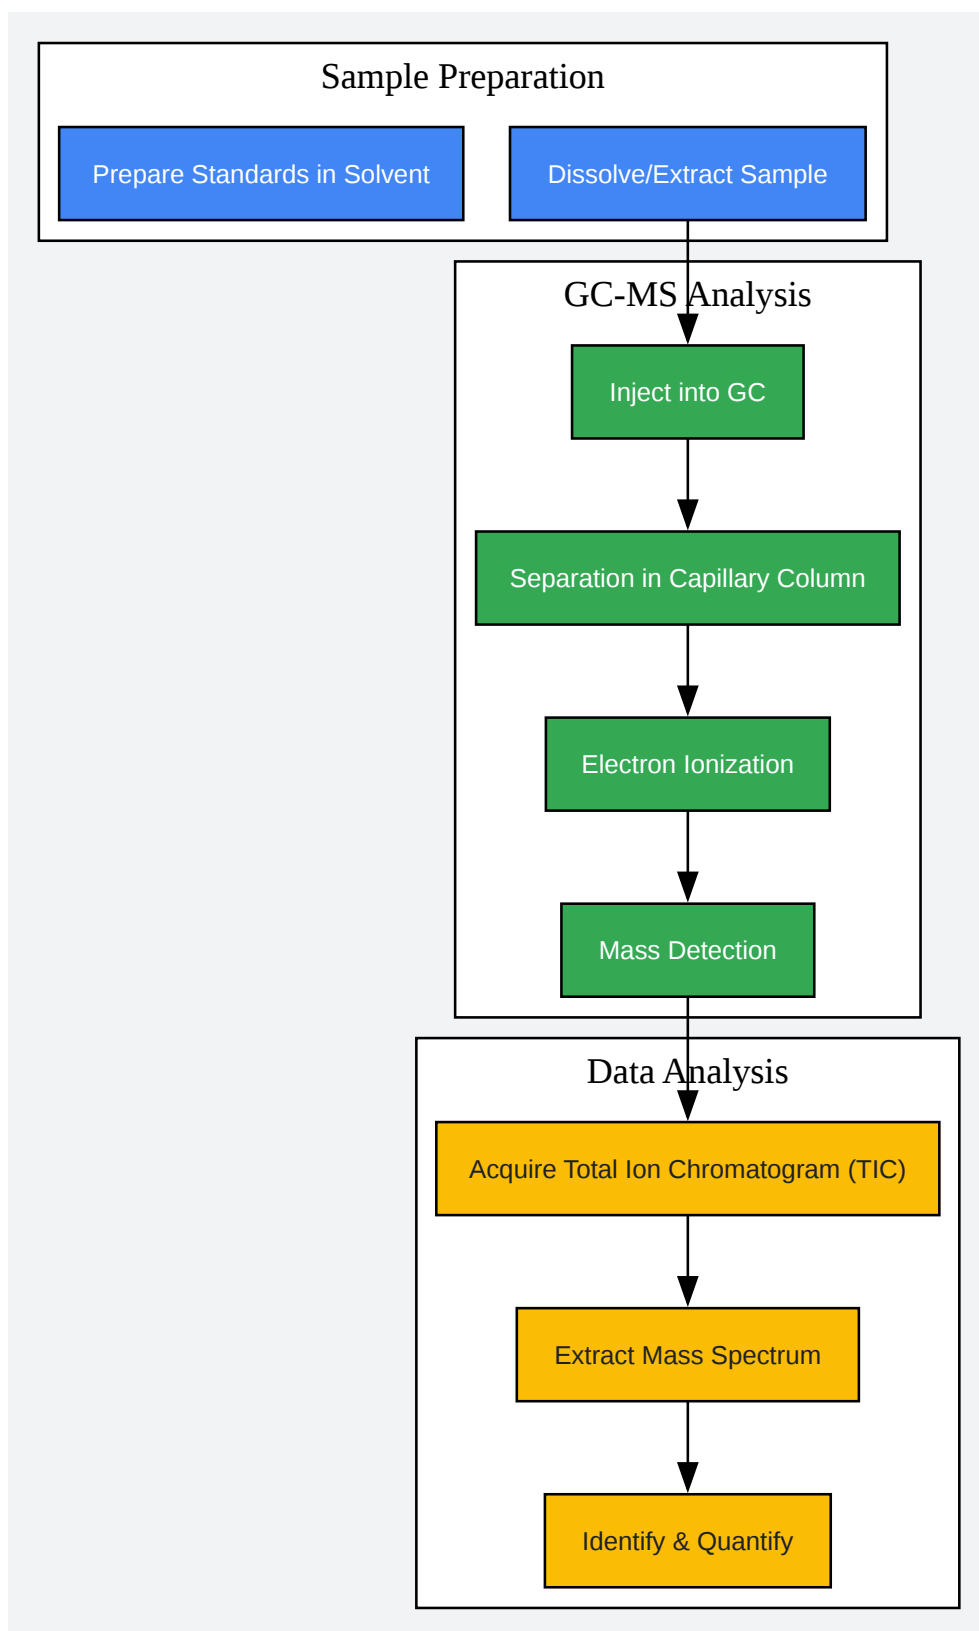 Sample Preparation
Prepare Standards in Solvent
Dissolve/Extract Sample
GC-MS Analysis
Inject into GC
Separation in Capillary Column
Electron Ionization
Mass Detection
Data Analysis
Acquire Total Ion Chromatogram (TIC)
Extract Mass Spectrum
Identify & Quantify